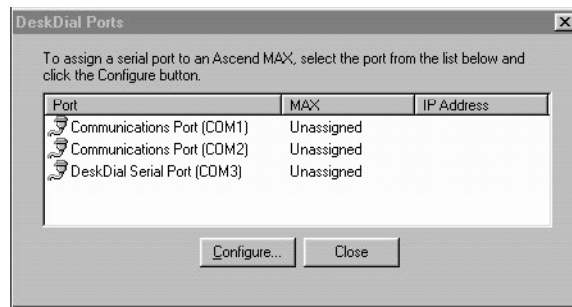 DeskDial Ports
To assign a serial port to an Ascend MAX, select the port from the list below and
click the Configure button.
Port MAX IP Address
Communications Port (COM1) Unassigned
Communications Port (COM2) Unassigned
DeskDial Serial Port (COM3) Unassigned
Configure... Close